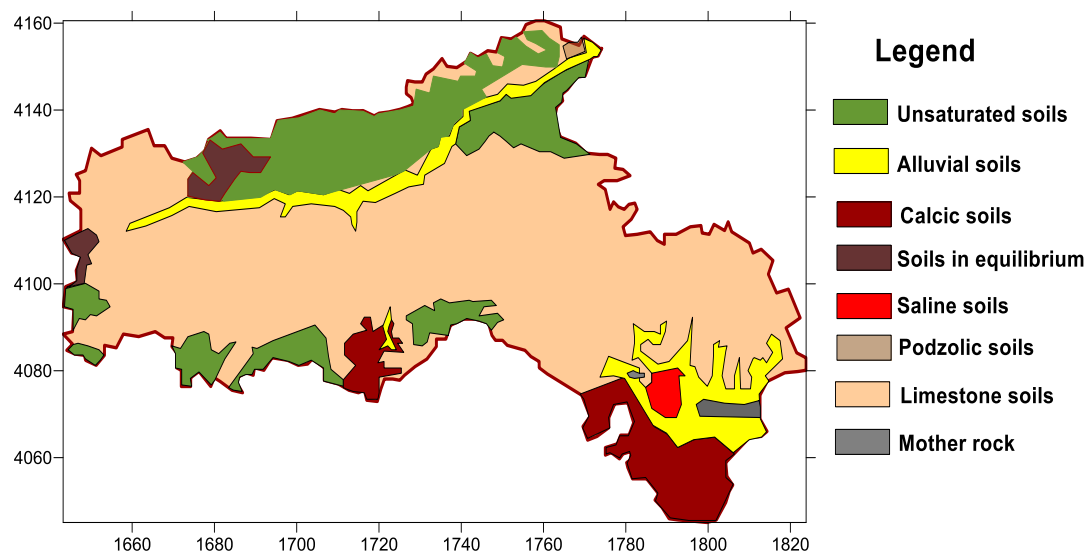 4160
4140
4120
4100
4080
4060
1660 1680 1700 1720 1740 1760 1780 1800 1820
Legend
Unsaturated soils
Alluvial soils
Calcic soils
Soils in equilibrium
Saline soils
Podzolic soils
Limestone soils
Mother rock